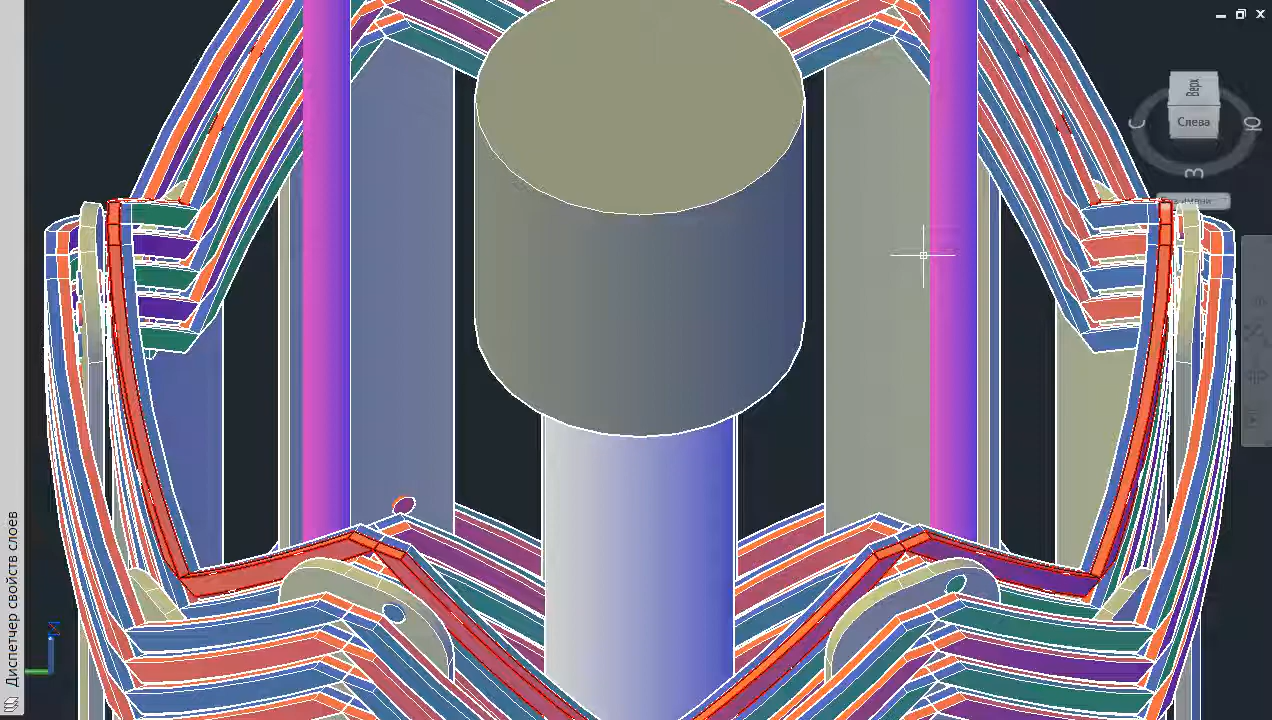 Верх
Слева
С
Ю
З
Диспетчер свойств слоев